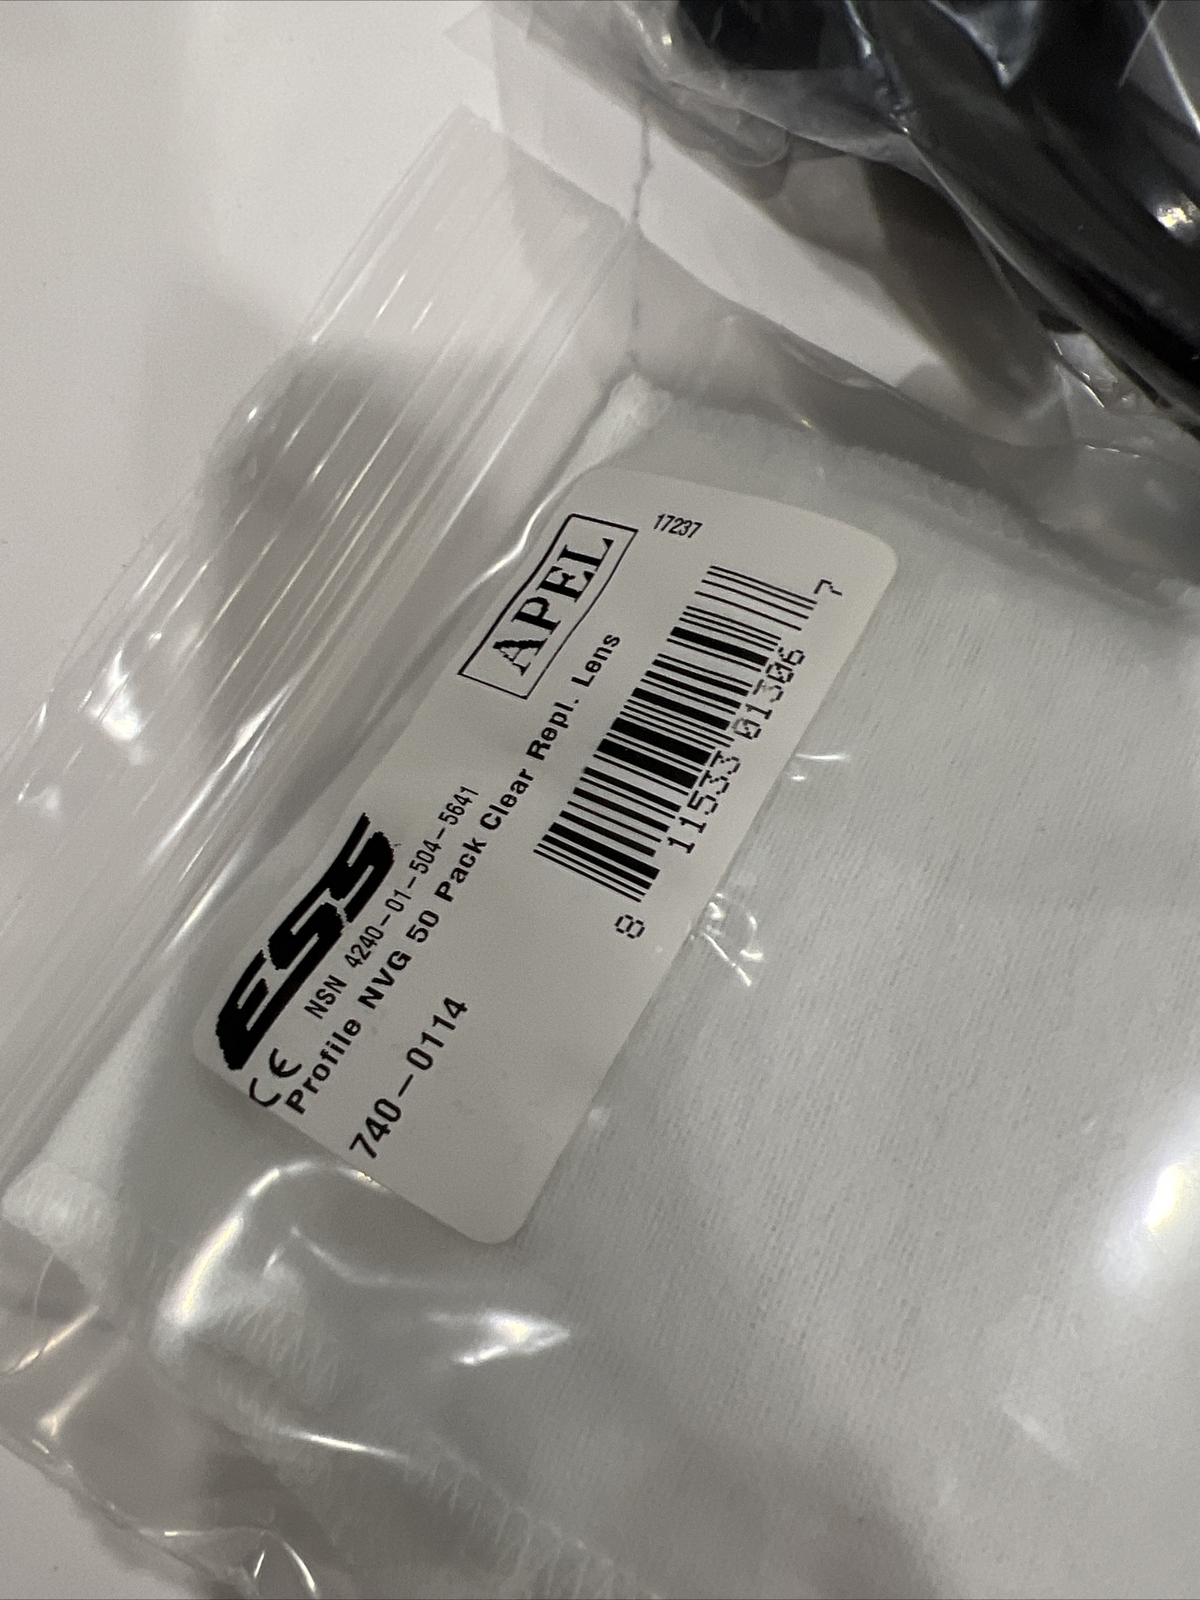 ESS
APEL
17237
CE NSN 4240-01-504-5641
Profile NVG 50 Pack Clear Repl. Lens
740-0114
8 11533 01306 7